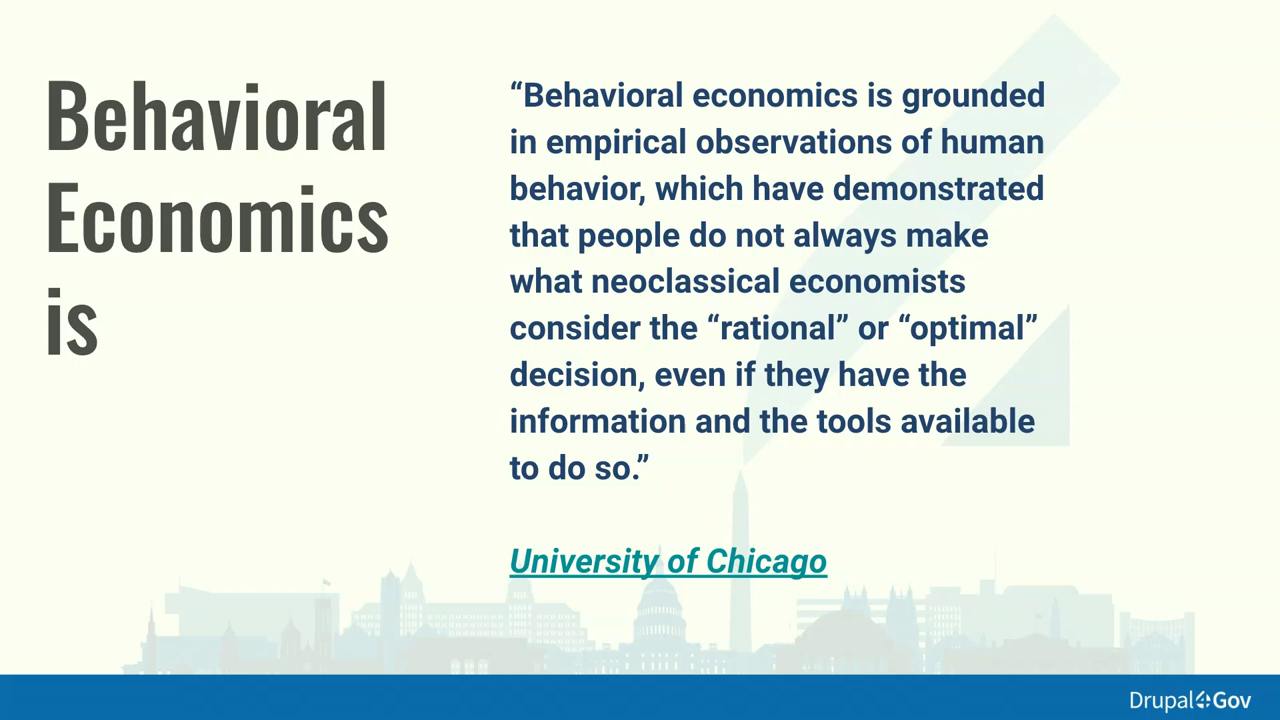 Behavioral
Economics
is
“Behavioral economics is grounded
in empirical observations of human
behavior, which have demonstrated
that people do not always make
what neoclassical economists
consider the “rational” or “optimal”
decision, even if they have the
information and the tools available
to do so.”
University of Chicago
Drupal4Gov